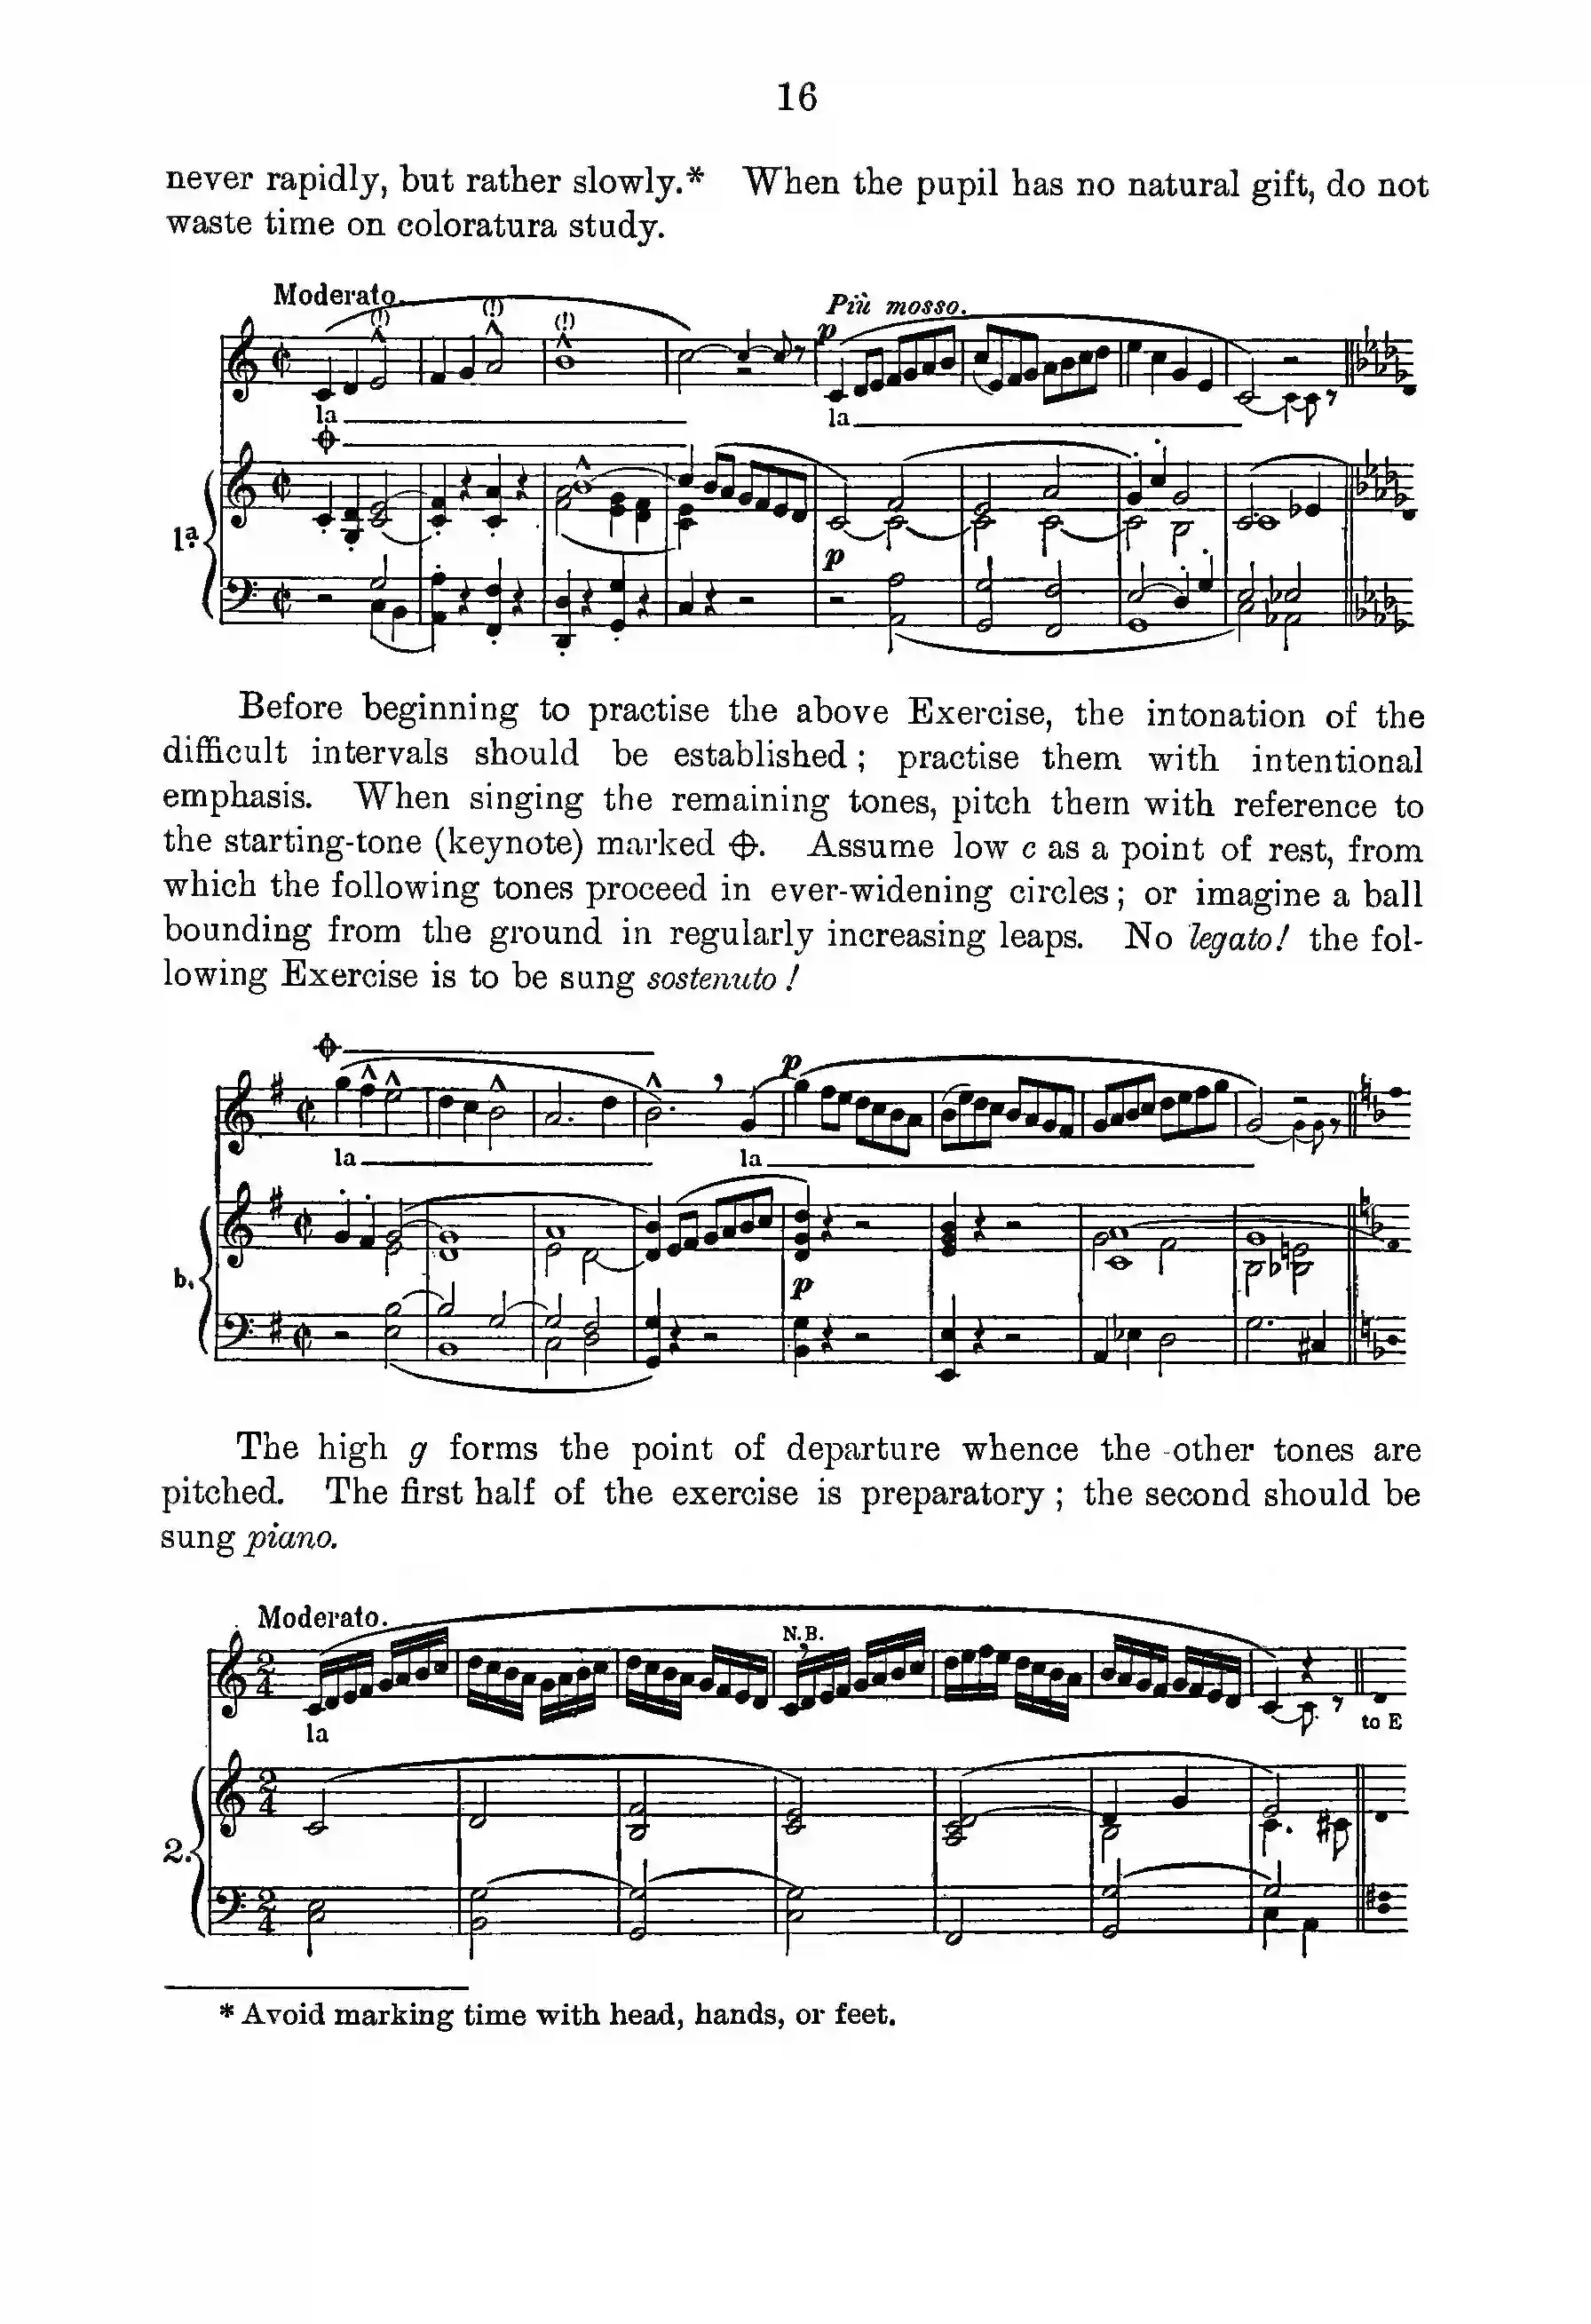 16
never rapidly, but rather slowly.* When the pupil has no natural gift, do not
waste time on coloratura study.
Moderato.
(!) (!) (!)
Più mosso.
p
la la
1a.
p
Before beginning to practise the above Exercise, the intonation of the
difficult intervals should be established; practise them with intentional
emphasis. When singing the remaining tones, pitch them with reference to
the starting-tone (keynote) marked 𝆌. Assume low c as a point of rest, from
which the following tones proceed in ever-widening circles; or imagine a ball
bounding from the ground in regularly increasing leaps. No legato! the fol-
lowing Exercise is to be sung sostenuto!
p
la la
b.
p
The high g forms the point of departure whence the other tones are
pitched. The first half of the exercise is preparatory; the second should be
sung piano.
Moderato.
N.B.
la
to E
2.
* Avoid marking time with head, hands, or feet.